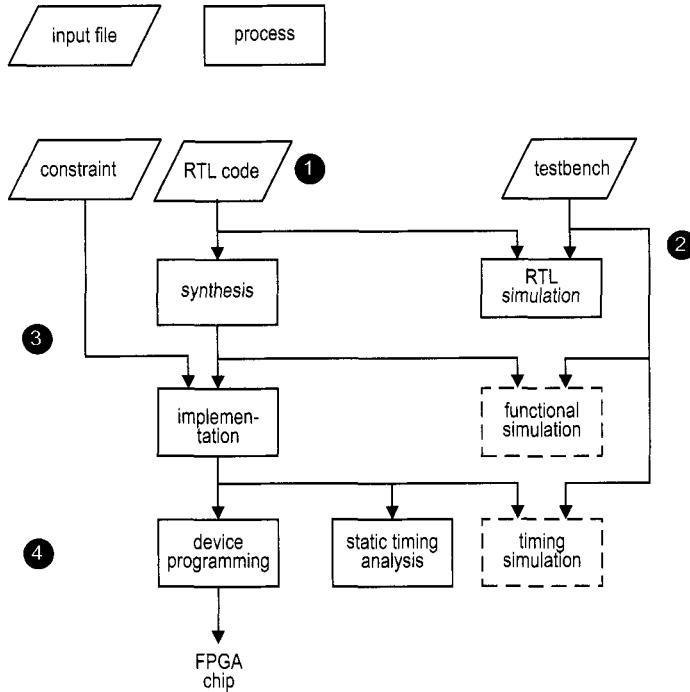 input file
process
constraint
RTL code
1
testbench
2
synthesis
RTL
simulation
3
implemen-
tation
functional
simulation
4
device
programming
static timing
analysis
timing
simulation
FPGA
chip